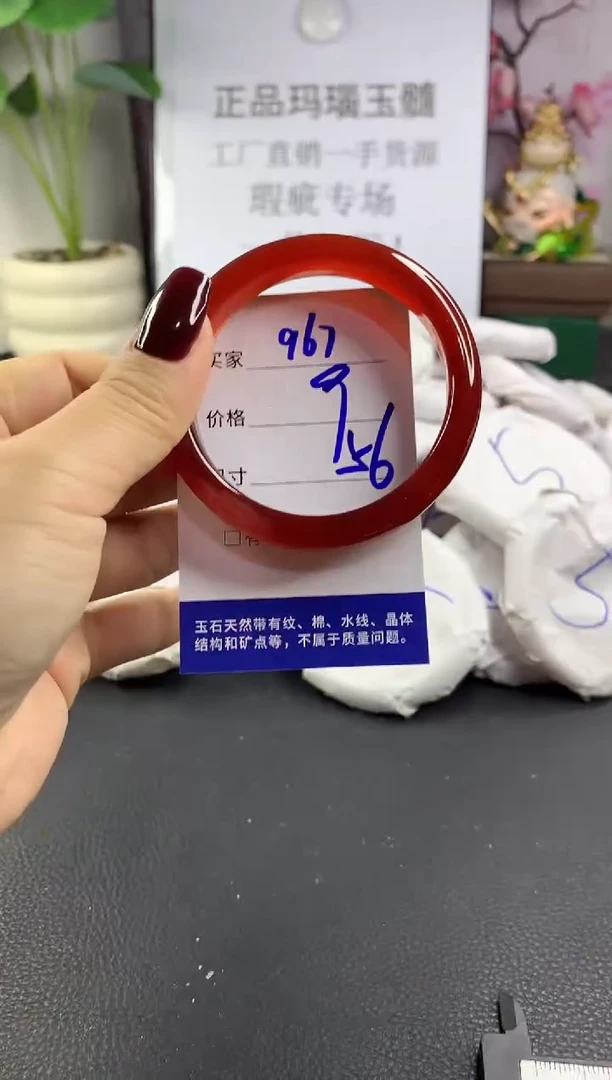 正品玛瑙玉髓
工厂直销一手货源
瑕疵专场
买家 967
价格
寸 56
玉石天然带有纹、棉、水线、晶体
结构和矿点等，不属于质量问题。
5